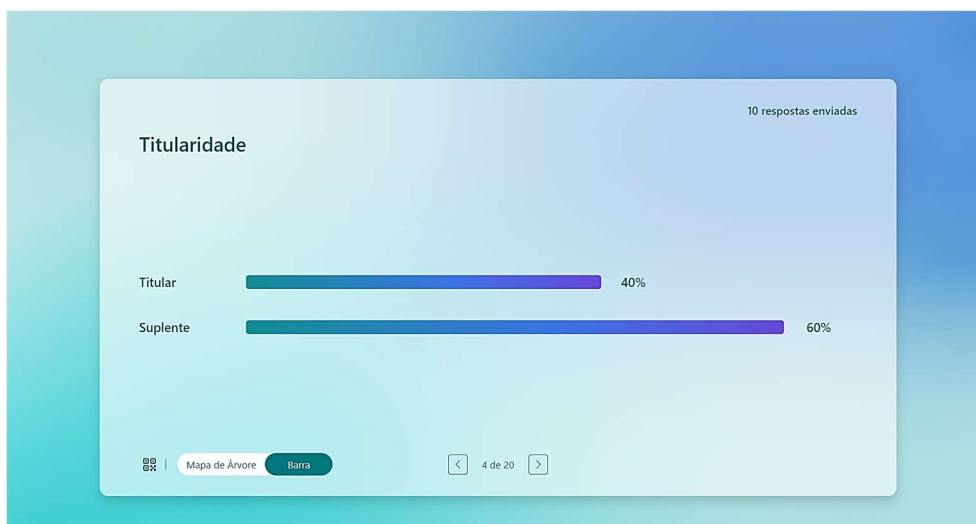 10 respostas enviadas
Titularidade
Titular 40%
Suplente 60%
Mapa de Árvore Barra 4 de 20